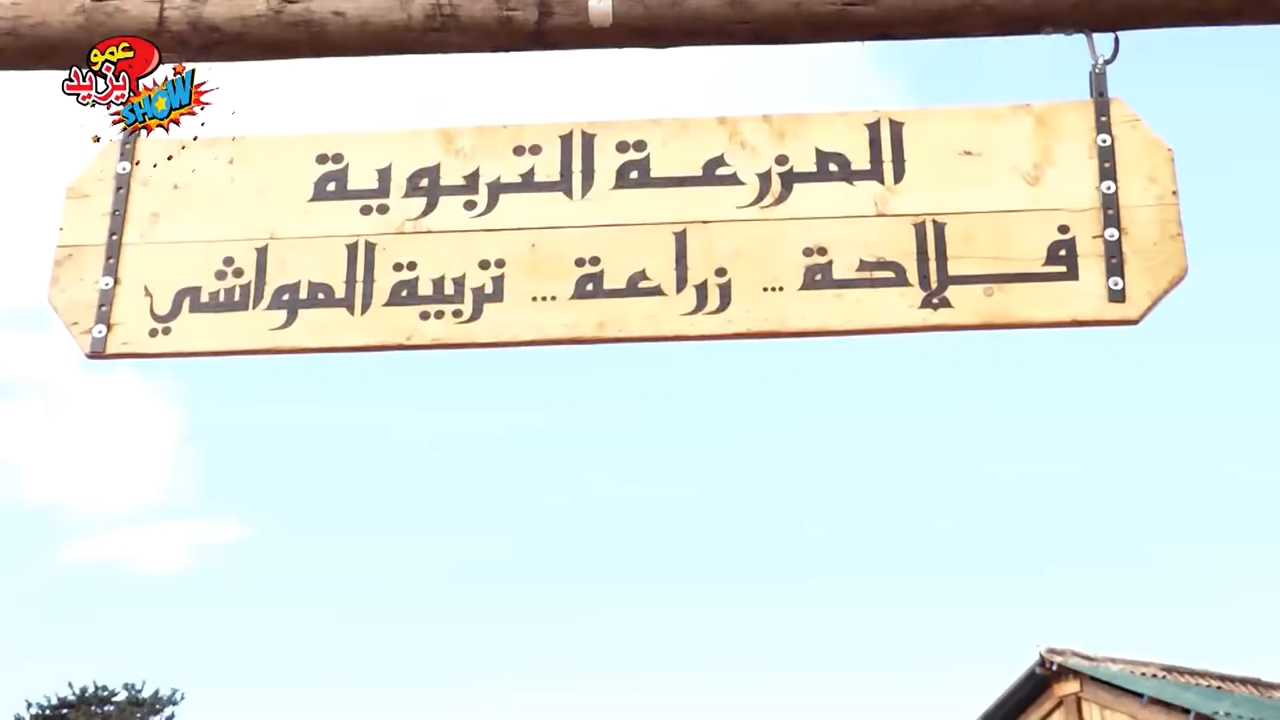 عمو
يزيد
SHOW
المزرعة التربوية
فلاحة ... زراعة ... تربية المواشي